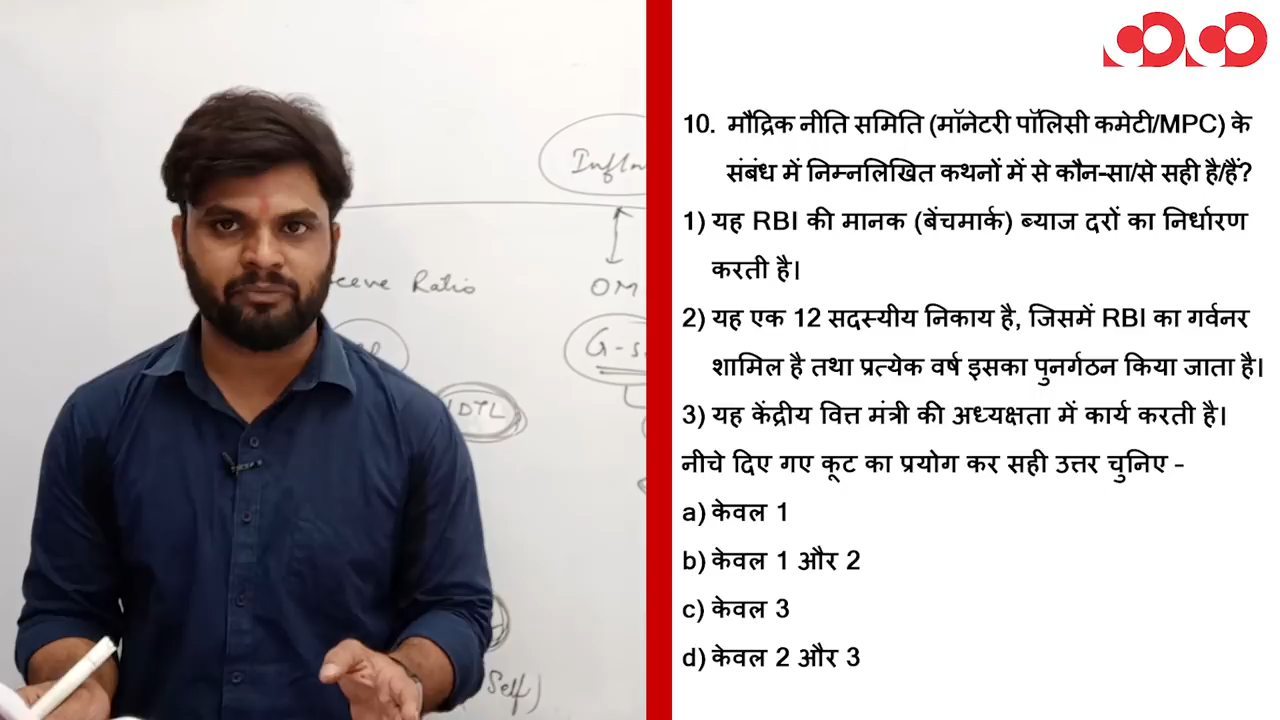 10. मौद्रिक नीति समिति (मॉनेटरी पॉलिसी कमेटी/MPC) के
संबंध में निम्नलिखित कथनों में से कौन-सा/से सही है/हैं?
1) यह RBI की मानक (बेंचमार्क) ब्याज दरों का निर्धारण
करती है।
2) यह एक 12 सदस्यीय निकाय है, जिसमें RBI का गर्वनर
शामिल है तथा प्रत्येक वर्ष इसका पुनर्गठन किया जाता है।
3) यह केंद्रीय वित्त मंत्री की अध्यक्षता में कार्य करती है।
नीचे दिए गए कूट का प्रयोग कर सही उत्तर चुनिए -
a) केवल 1
b) केवल 1 और 2
c) केवल 3
d) केवल 2 और 3
Ratio
OM
DTL
Self)